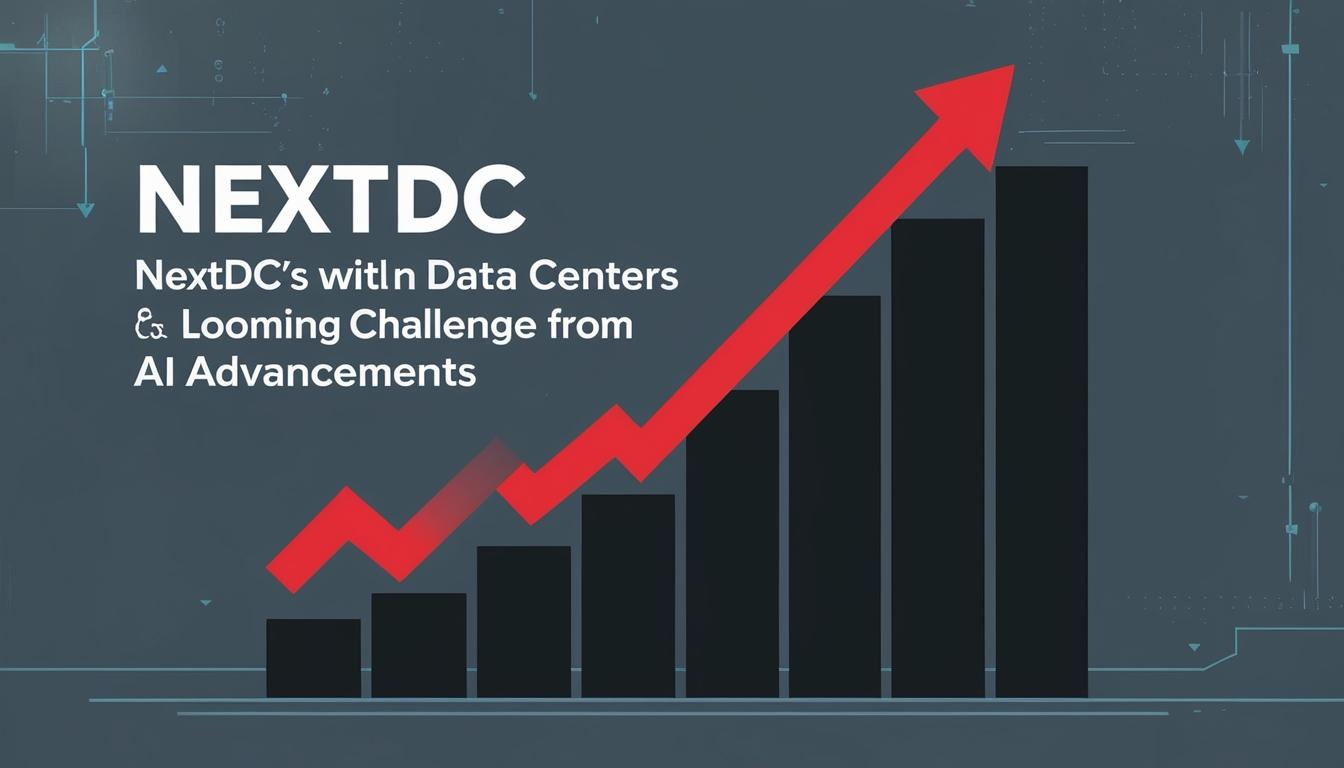 NEXTDC
NextDC's witln Data Centers
& Looming Challenge from
AI Advancements